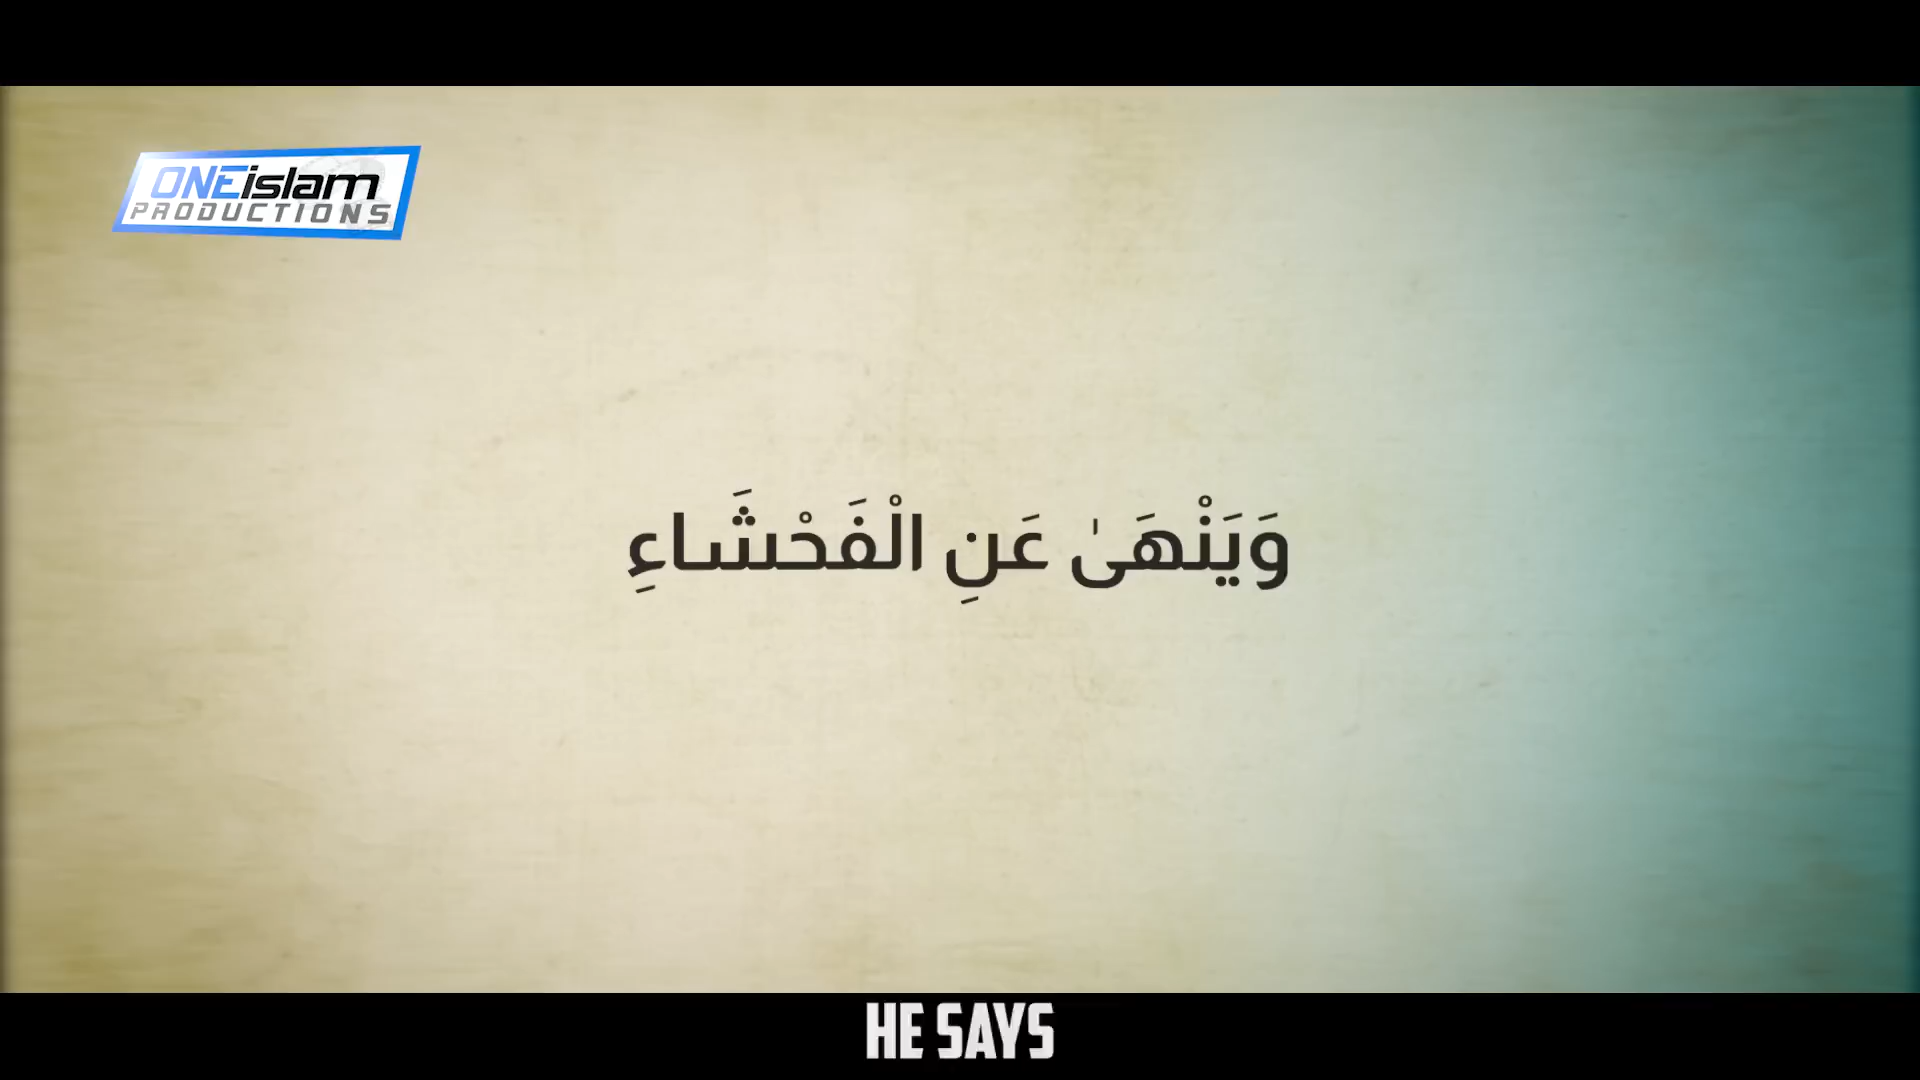 ONEislam
PRODUCTIONS
وَيَنْهَىٰ عَنِ الْفَحْشَاءِ
HE SAYS